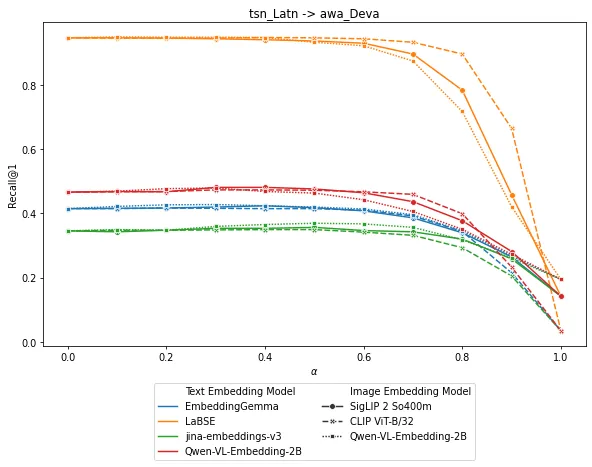 tsn_Latn -> awa_Deva
Recall@1
0.8
0.6
0.4
0.2
0.0
0.0 0.2 0.4 0.6 0.8 1.0
α
Text Embedding Model
EmbeddingGemma
LaBSE
jina-embeddings-v3
Qwen-VL-Embedding-2B
Image Embedding Model
SigLIP 2 So400m
CLIP ViT-B/32
Qwen-VL-Embedding-2B